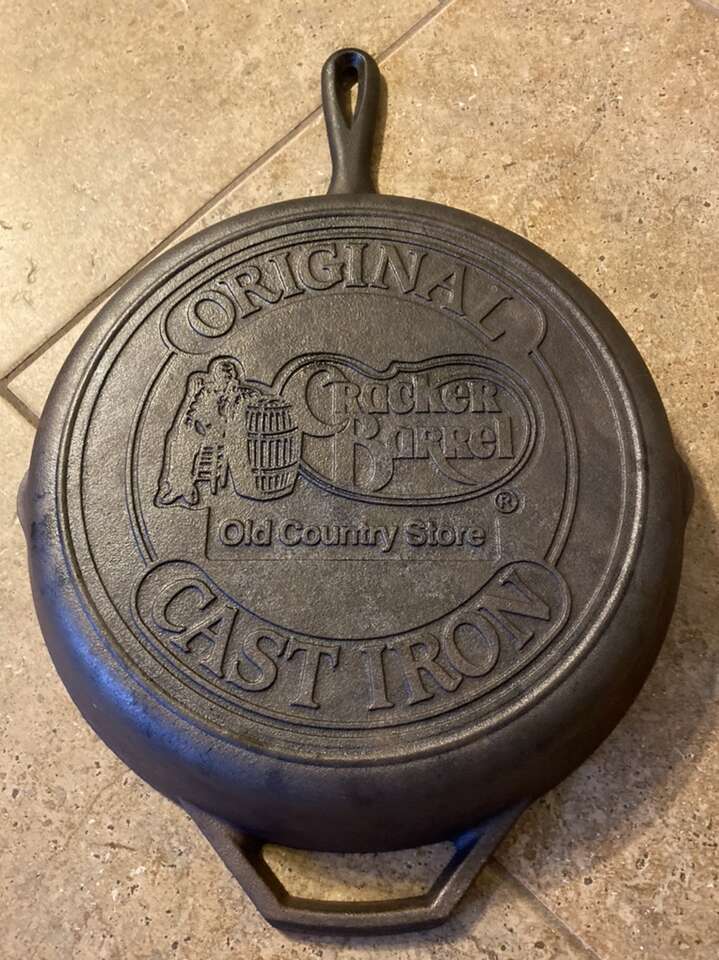 ORIGINAL
Cracker
Barrel
®
Old Country Store
CAST IRON